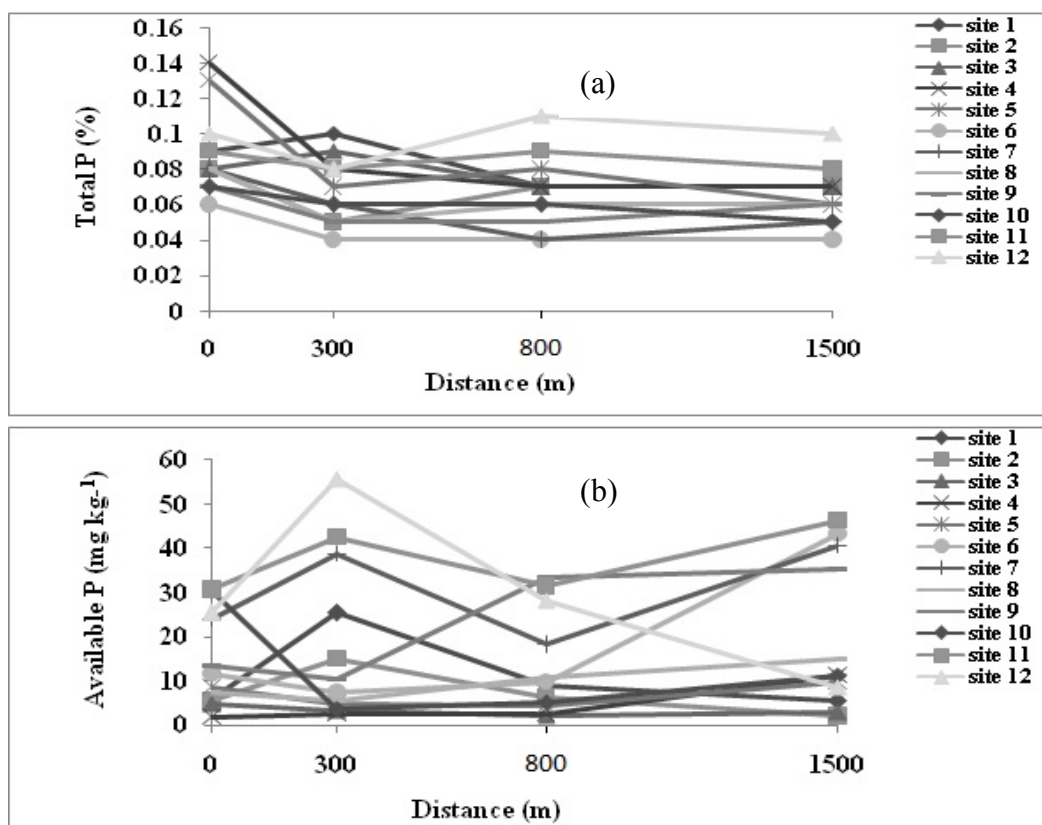 0.16
0.14
0.12
0.1
0.08
0.06
0.04
0.02
0
Total P (%)
(a)
0 300 800 1500
Distance (m)
site 1
site 2
site 3
site 4
site 5
site 6
site 7
site 8
site 9
site 10
site 11
site 12
60
50
40
30
20
10
0
Available P (mg kg-1)
(b)
0 300 800 1500
Distance (m)
site 1
site 2
site 3
site 4
site 5
site 6
site 7
site 8
site 9
site 10
site 11
site 12